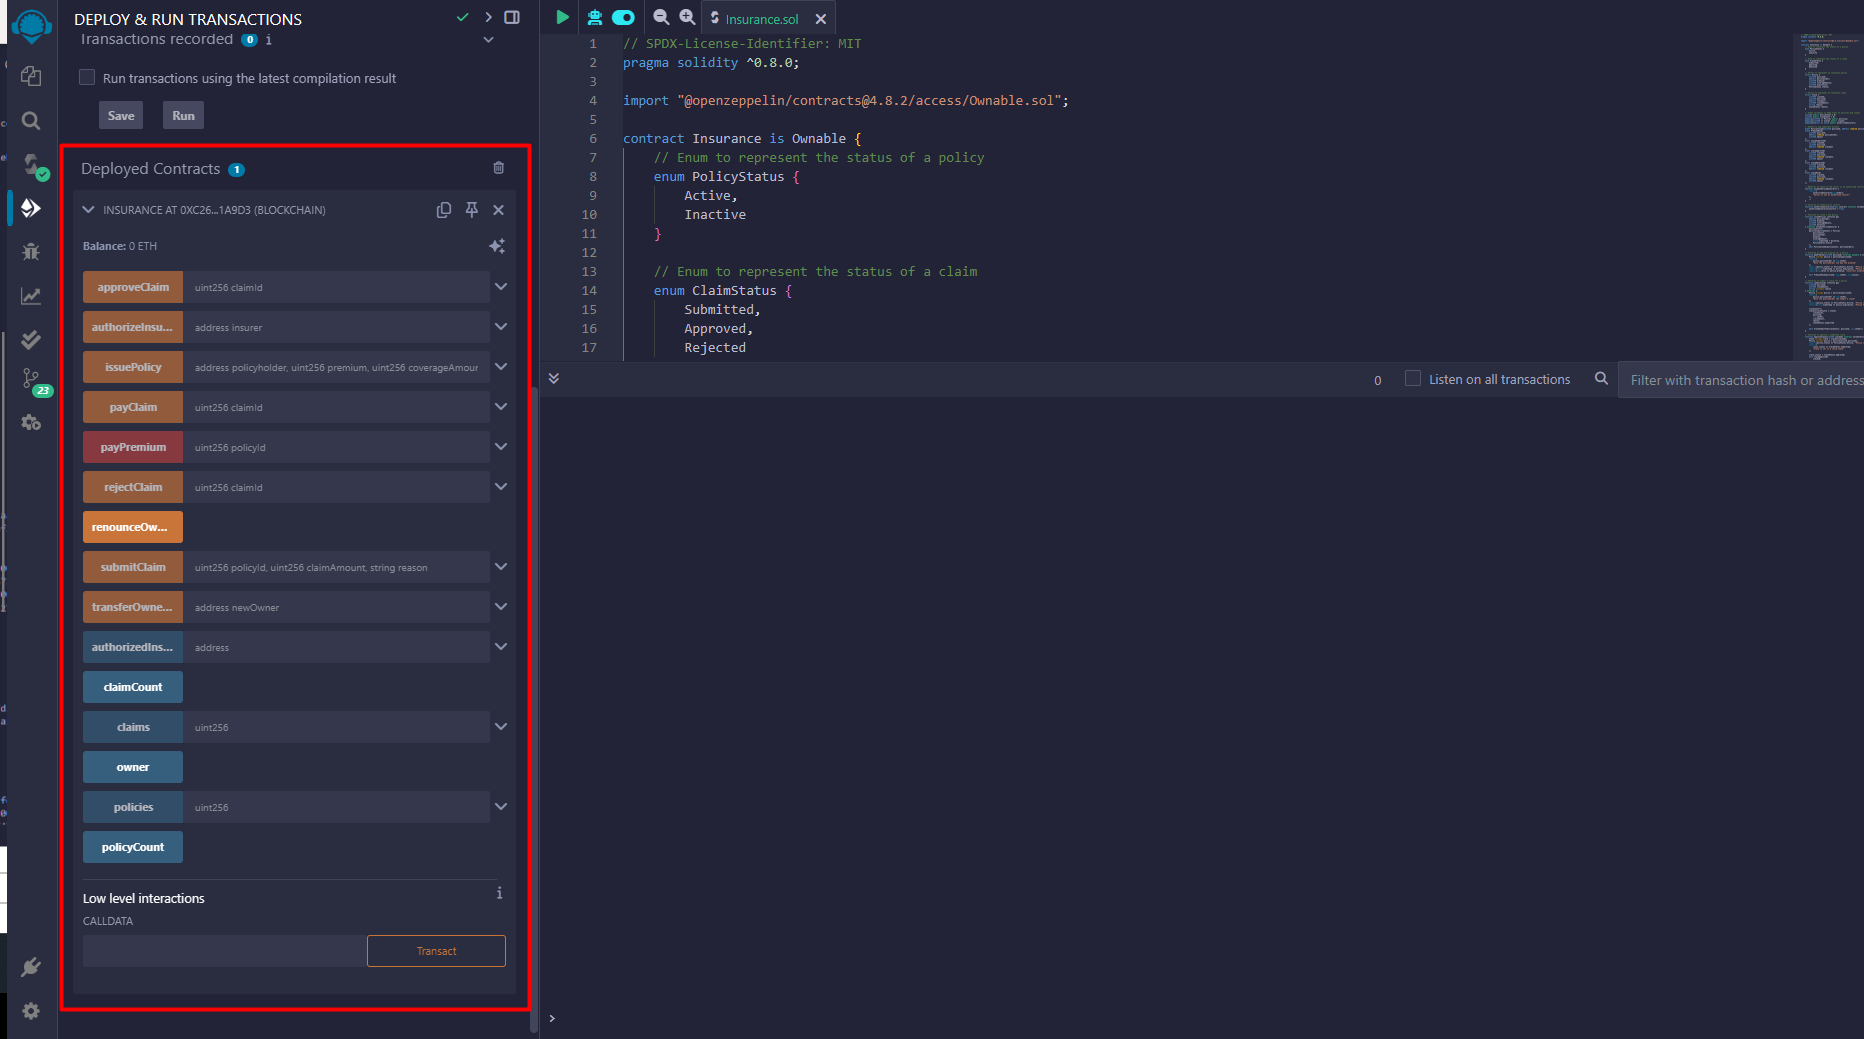 DEPLOY & RUN TRANSACTIONS
Transactions recorded 0 i
Run transactions using the latest compilation result
Save Run
Deployed Contracts 1
INSURANCE AT 0XC26...1A9D3 (BLOCKCHAIN)
Balance: 0 ETH
approveClaim uint256 claimId
authorizeInsu... address insurer
issuePolicy address policyholder, uint256 premium, uint256 coverageAmour
payClaim uint256 claimId
payPremium uint256 policyId
rejectClaim uint256 claimId
renounceOw...
submitClaim uint256 policyId, uint256 claimAmount, string reason
transferOwne... address newOwner
authorizedIns... address
claimCount
claims uint256
owner
policies uint256
policyCount
Low level interactions i
CALLDATA
Transact
23
Insurance.sol
1 // SPDX-License-Identifier: MIT
2 pragma solidity ^0.8.0;
3
4 import "@openzeppelin/contracts@4.8.2/access/Ownable.sol";
5
6 contract Insurance is Ownable {
7 // Enum to represent the status of a policy
8 enum PolicyStatus {
9 Active,
10 Inactive
11 }
12
13 // Enum to represent the status of a claim
14 enum ClaimStatus {
15 Submitted,
16 Approved,
17 Rejected
0 Listen on all transactions Filter with transaction hash or address
>